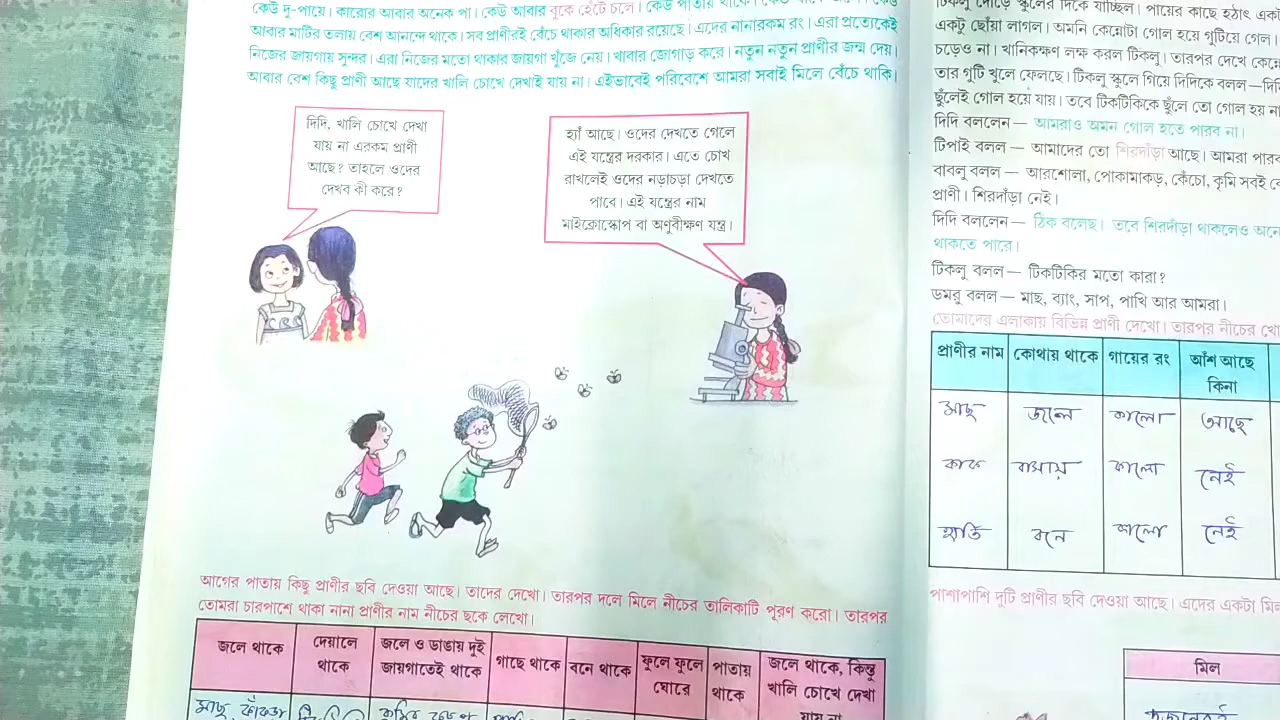 কেউ দু-পায়ে। কারোর আবার অনেক পা। কেউ আবার বুকে হেঁটে চলে। কেউ পাতায় থাকে।
আবার মাটির তলায় বেশ আনন্দে থাকে। সব প্রাণীরই বেঁচে থাকার অধিকার রয়েছে। এদের নানারকম রং। এরা প্রত্যেকেই
নিজের জায়গায় সুন্দর। এরা নিজের মতো থাকার জায়গা খুঁজে নেয়। খাবার জোগাড় করে। নতুন নতুন প্রাণীর জন্ম দেয়।
আবার বেশ কিছু প্রাণী আছে যাদের খালি চোখে দেখাই যায় না। এইভাবেই পরিবেশে আমরা সবাই মিলে বেঁচে থাকি।
দিদি, খালি চোখে দেখা
যায় না এরকম প্রাণী
আছে? তাহলে ওদের
দেখব কী করে?
হ্যাঁ আছে। ওদের দেখতে গেলে
এই যন্ত্রের দরকার। এতে চোখ
রাখলেই ওদের নড়াচড়া দেখতে
পাবে। এই যন্ত্রের নাম
মাইক্রোস্কোপ বা অণুবীক্ষণ যন্ত্র।
আগের পাতায় কিছু প্রাণীর ছবি দেওয়া আছে। তাদের দেখো। তারপর দলে মিলে নীচের তালিকাটি পূরণ করো। তারপর
তোমরা চারপাশে থাকা নানা প্রাণীর নাম নীচের ছকে লেখো।
জলে থাকে
দেয়ালে থাকে
জলে ও ডাঙায় দুই জায়গাতেই থাকে
গাছে থাকে
বনে থাকে
ফুলে ফুলে ঘোরে
পাতায় থাকে
জলে থাকে, কিন্তু খালি চোখে দেখা যায় না
মাছ কাঁকড়া
টিকলু দৌড়ে স্কুলের দিকে যাচ্ছিল। পায়ের কাছে হঠাৎ
একটু ছোঁয়া লাগল। অমনি কেন্নোটা গোল হয়ে গুটিয়ে গেল।
চড়েও না। খানিকক্ষণ লক্ষ করল টিকলু। তারপর দেখে
তার গুটি খুলে ফেলছে। টিকলু স্কুলে গিয়ে দিদিকে বলল—
ছুঁলেই গোল হয়ে যায়। তবে টিকটিকিকে ছুঁলে তো গোল হয়
দিদি বললেন — আমরাও অমন গোল হতে পারব না।
টিপাই বলল — আমাদের তো শিরদাঁড়া আছে। আমরা
বাবলু বলল — আরশোলা, পোকামাকড়, কেঁচো, কৃমি সবই
প্রাণী। শিরদাঁড়া নেই।
দিদি বললেন — ঠিক বলেছ। তবে শিরদাঁড়া থাকলেও
থাকতে পারে।
টিকলু বলল — টিকটিকির মতো কারা?
ডমরু বলল — মাছ, ব্যাং, সাপ, পাখি আর আমরা।
তোমাদের এলাকায় বিভিন্ন প্রাণী দেখো। তারপর নীচের
প্রাণীর নাম কোথায় থাকে গায়ের রং আঁশ আছে কিনা
মাছ জলে কালো আছে
কাক বাসায় কালো নেই
হাতি বনে কালো নেই
পাশাপাশি দুটি প্রাণীর ছবি দেওয়া আছে। এদের একটা
মিল